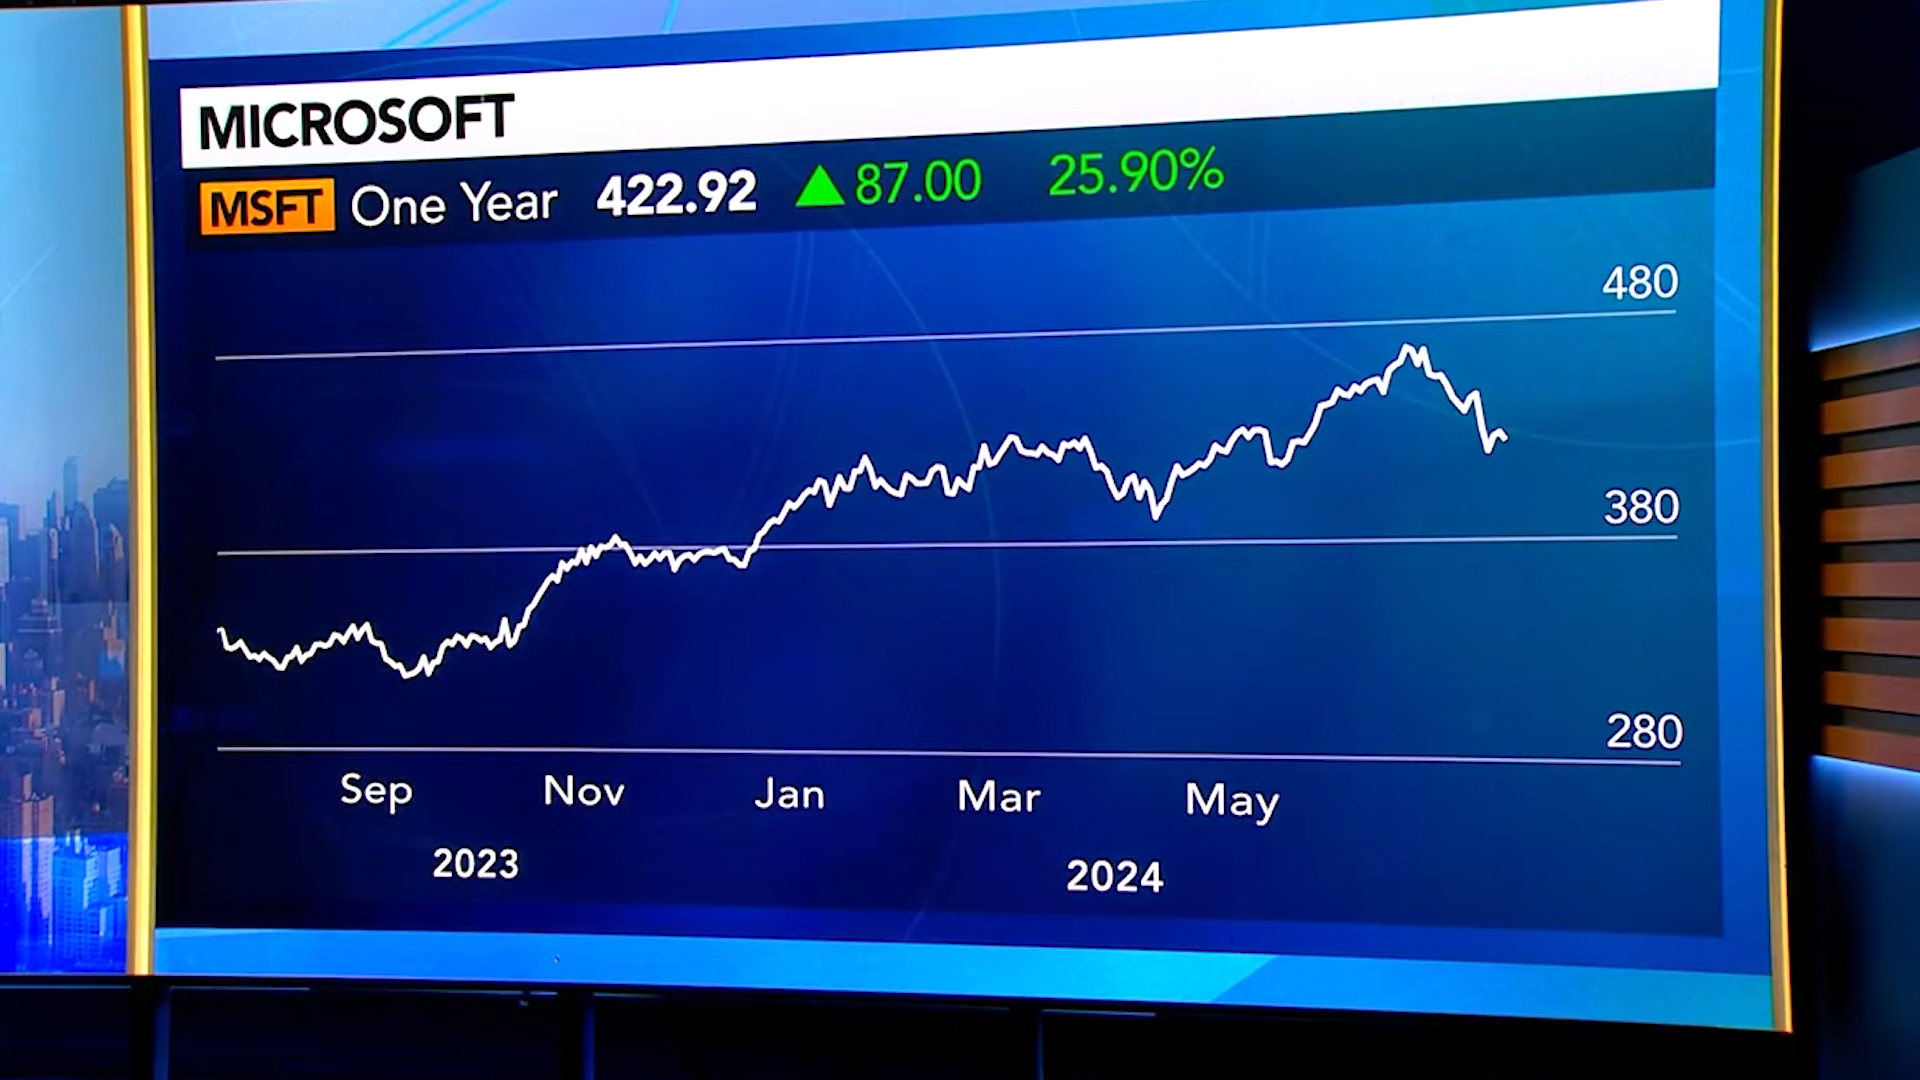 MICROSOFT
MSFT One Year 422.92 ▲87.00 25.90%
480
380
280
Sep Nov Jan Mar May
2023 2024